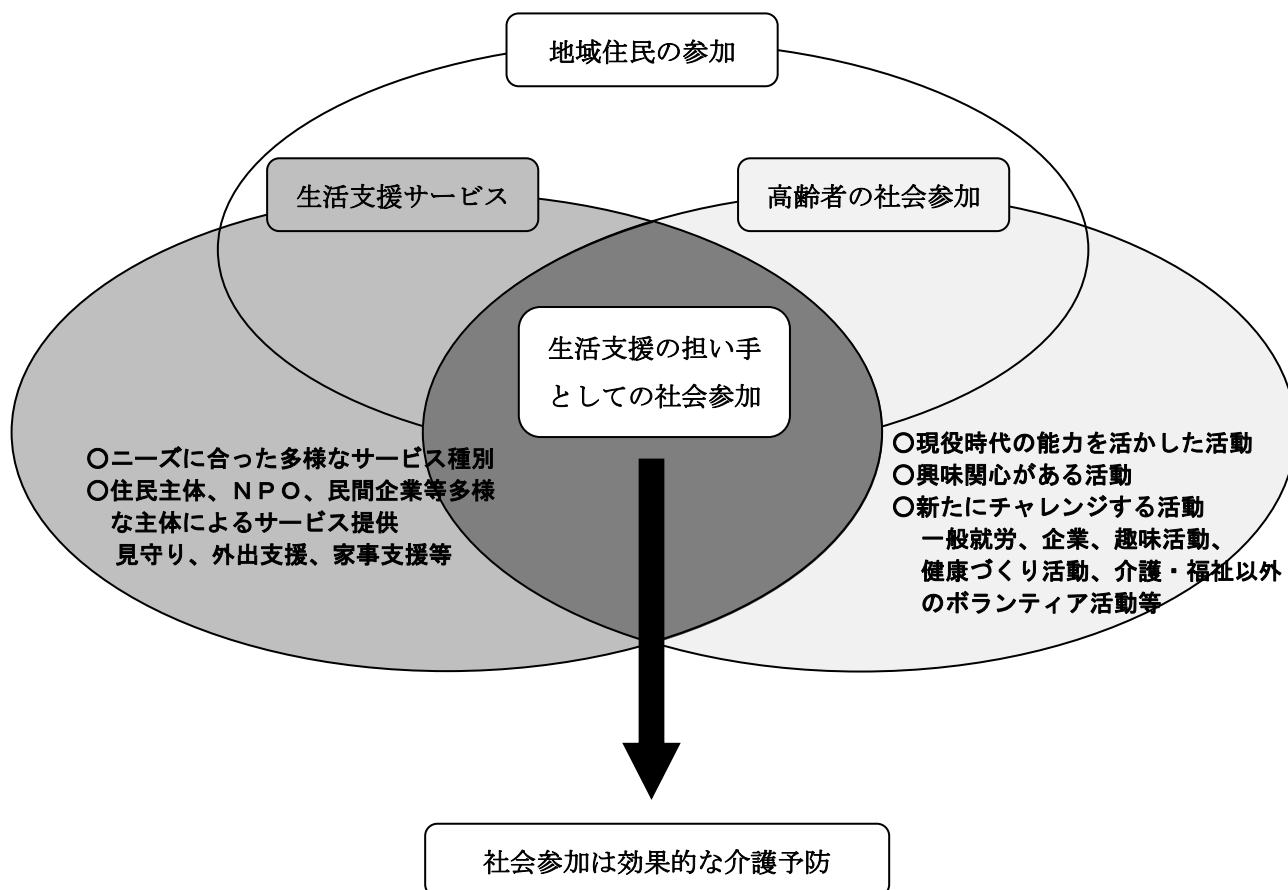 地域住民の参加
生活支援サービス
高齢者の社会参加
生活支援の担い手
としての社会参加
〇ニーズに合った多様なサービス種別
〇住民主体、ＮＰＯ、民間企業等多様
な主体によるサービス提供
見守り、外出支援、家事支援等
〇現役時代の能力を活かした活動
〇興味関心がある活動
〇新たにチャレンジする活動
一般就労、企業、趣味活動、
健康づくり活動、介護・福祉以外
のボランティア活動等
社会参加は効果的な介護予防